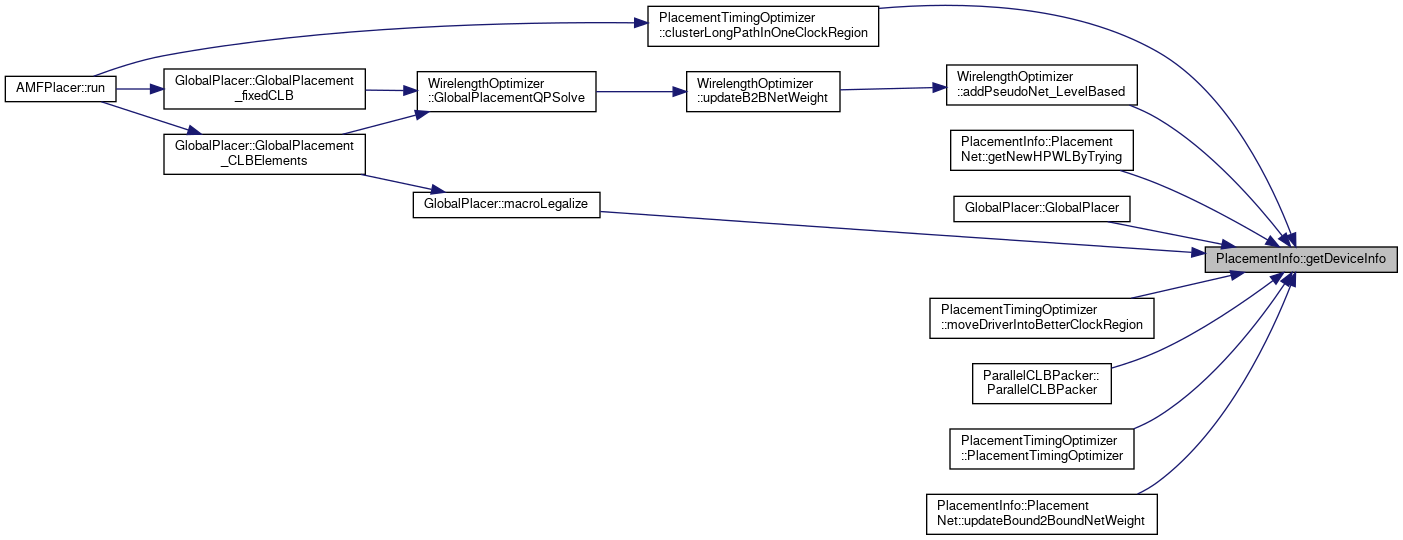 PlacementTimingOptimizer
::clusterLongPathInOneClockRegion
AMFPlacer::run
GlobalPlacer::GlobalPlacement
_fixedCLB
WirelengthOptimizer
::GlobalPlacementQPSolve
WirelengthOptimizer
::updateB2BNetWeight
WirelengthOptimizer
::addPseudoNet_LevelBased
GlobalPlacer::GlobalPlacement
_CLBElements
PlacementInfo::Placement
Net::getNewHPWLByTrying
GlobalPlacer::macroLegalize
GlobalPlacer::GlobalPlacer
PlacementInfo::getDeviceInfo
PlacementTimingOptimizer
::moveDriverIntoBetterClockRegion
ParallelCLBPacker::
ParallelCLBPacker
PlacementTimingOptimizer
::PlacementTimingOptimizer
PlacementInfo::Placement
Net::updateBound2BoundNetWeight